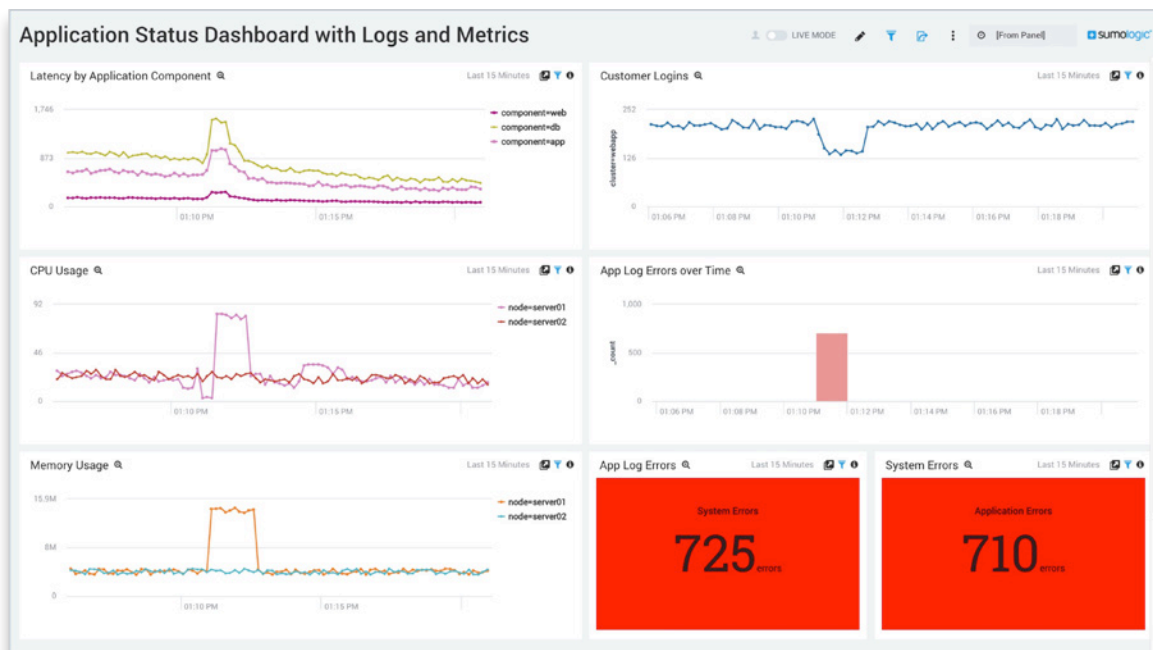 Application Status Dashboard with Logs and Metrics
LIVE MODE
[From Panel]
sumologic
Latency by Application Component
Last 15 Minutes
1,746
873
0
01:10 PM
01:15 PM
component=web
component=db
component=app
Customer Logins
Last 15 Minutes
cluster=webapp
252
126
0
01:06 PM
01:08 PM
01:10 PM
01:12 PM
01:14 PM
01:16 PM
01:18 PM
CPU Usage
Last 15 Minutes
92
46
0
01:10 PM
01:15 PM
node=server01
node=server02
App Log Errors over Time
Last 15 Minutes
_count
1,000
500
0
01:06 PM
01:08 PM
01:10 PM
01:12 PM
01:14 PM
01:16 PM
01:18 PM
Memory Usage
Last 15 Minutes
15.9M
8M
0
01:10 PM
01:15 PM
node=server01
node=server02
App Log Errors
Last 15 Minutes
System Errors
725 errors
System Errors
Last 15 Minutes
Application Errors
710 errors